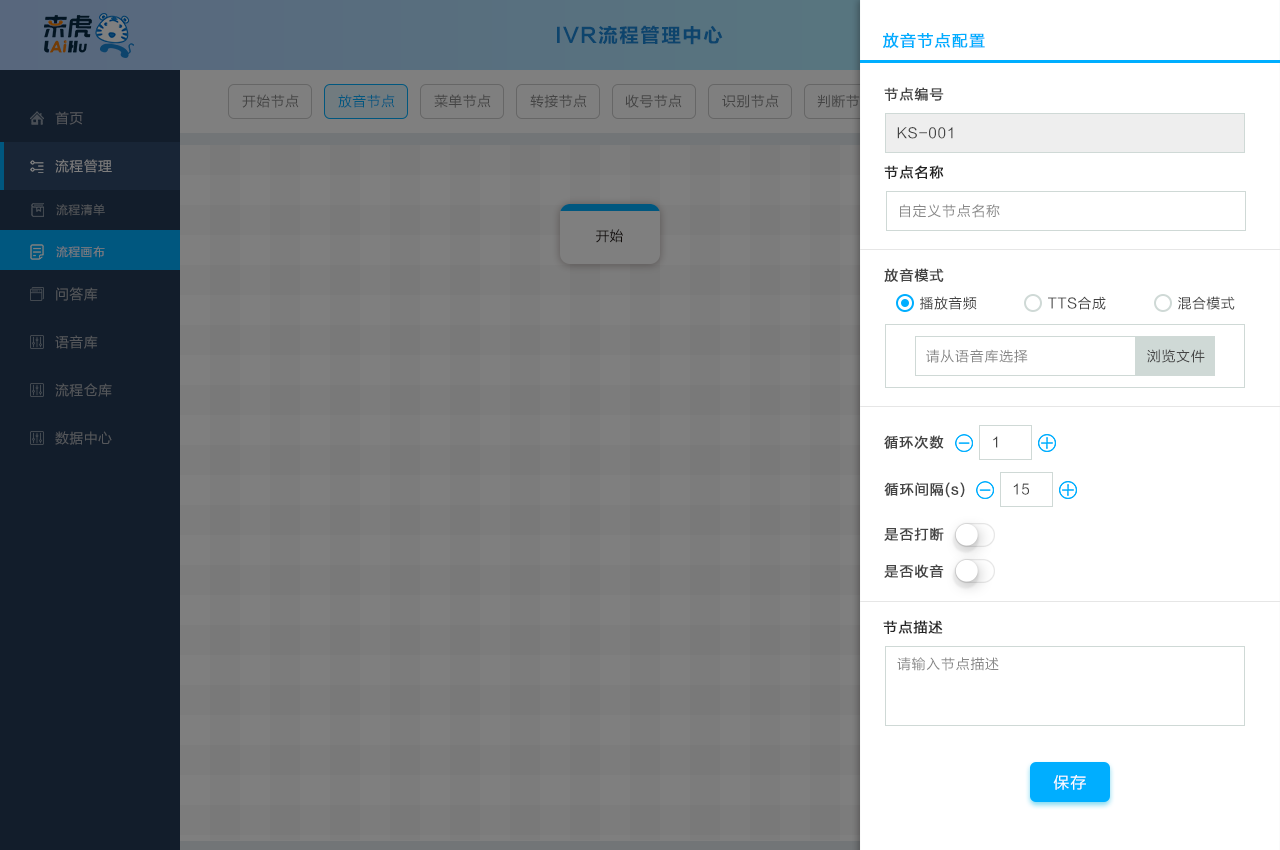 来虎
LAiHu
IVR流程管理中心
首页
流程管理
流程清单
流程画布
问答库
语音库
流程仓库
数据中心
开始节点
放音节点
菜单节点
转接节点
收号节点
识别节点
判断节
开始
放音节点配置
节点编号
KS-001
节点名称
自定义节点名称
放音模式
播放音频
TTS合成
混合模式
请从语音库选择
浏览文件
循环次数
1
循环间隔(s)
15
是否打断
是否收音
节点描述
请输入节点描述
保存